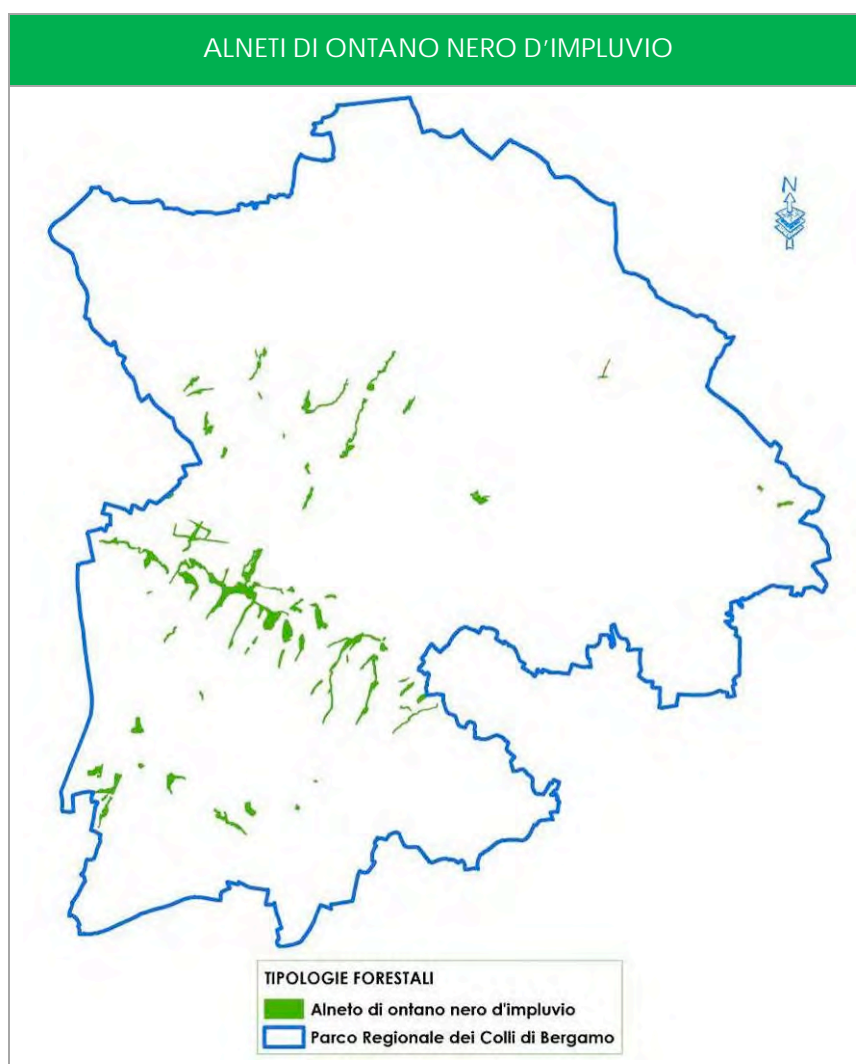 ALNETI DI ONTANO NERO D'IMPLUVIO
N
TIPOLOGIE FORESTALI
Alneto di ontano nero d'impluvio
Parco Regionale dei Colli di Bergamo